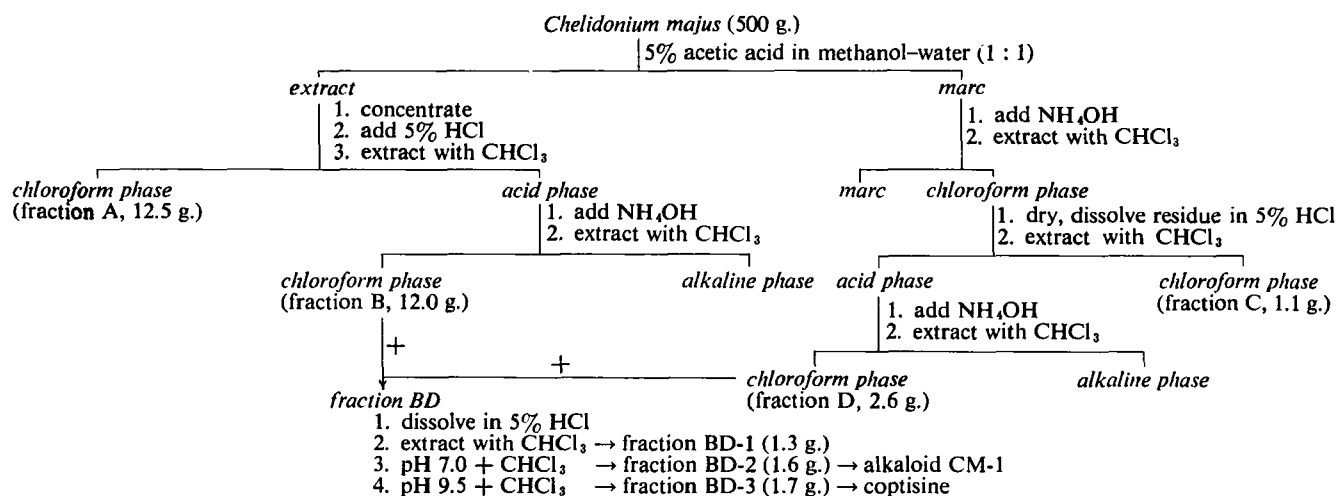 Chelidonium majus (500 g.)
5% acetic acid in methanol–water (1 : 1)
extract
1. concentrate
2. add 5% HCl
3. extract with CHCl₃
marc
1. add NH₄OH
2. extract with CHCl₃
chloroform phase
(fraction A, 12.5 g.)
acid phase
1. add NH₄OH
2. extract with CHCl₃
marc
chloroform phase
1. dry, dissolve residue in 5% HCl
2. extract with CHCl₃
chloroform phase
(fraction B, 12.0 g.)
alkaline phase
acid phase
1. add NH₄OH
2. extract with CHCl₃
chloroform phase
(fraction C, 1.1 g.)
+
+
chloroform phase
(fraction D, 2.6 g.)
alkaline phase
fraction BD
1. dissolve in 5% HCl
2. extract with CHCl₃ → fraction BD-1 (1.3 g.)
3. pH 7.0 + CHCl₃ → fraction BD-2 (1.6 g.) → alkaloid CM-1
4. pH 9.5 + CHCl₃ → fraction BD-3 (1.7 g.) → coptisine